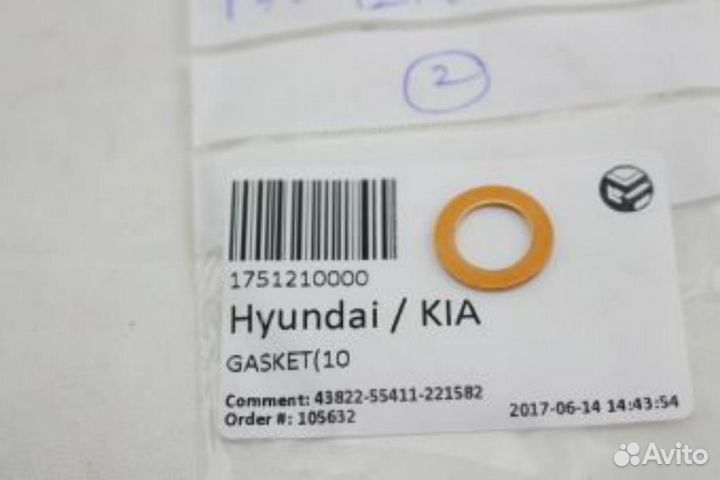 2
1751210000
Hyundai / KIA
GASKET(10
Comment: 43822-55411-221582
Order #: 105632
2017-06-14 14:43:54
Avito